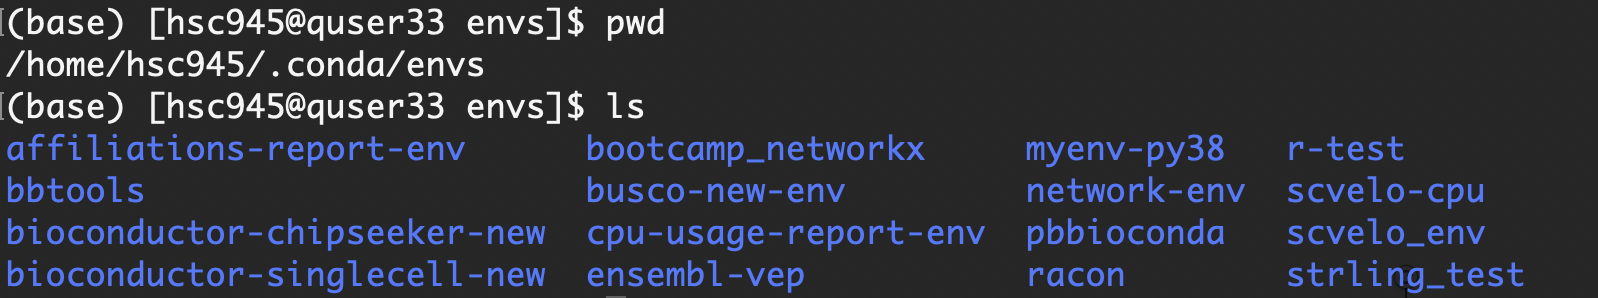 (base) [hsc945@quser33 envs]$ pwd
/home/hsc945/.conda/envs
(base) [hsc945@quser33 envs]$ ls
affiliations-report-env bootcamp_networkx myenv-py38 r-test
bbtools busco-new-env network-env scvelo-cpu
bioconductor-chipseeker-new cpu-usage-report-env pbbioconda scvelo_env
bioconductor-singlecell-new ensembl-vep racon strling_test